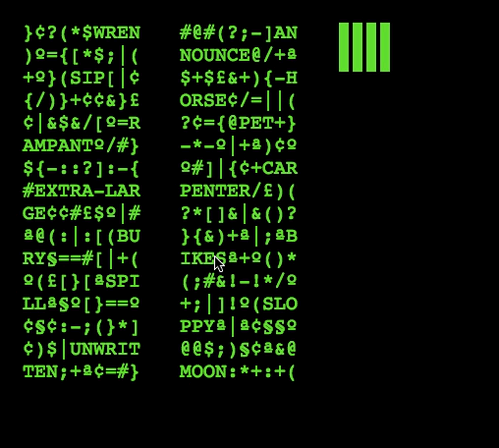 }¢?(*$WREN
)º={[*$;|(
+º}(SIP[|¢
{/)}+¢¢&}£
¢|&$&/[º=R
AMPANTº/#}
${-::?]:-{
#EXTRA-LAR
GE¢¢#£$º|#
ª@(:|:[(BU
RY§==#[|+(
º(£[}[ªSPI
LLª§º[}==º
¢§¢:-;(}*]
¢)$|UNWRIT
TEN;+ª¢=#}
#@#(?;-]AN
NOUNCE@/+ª
$+$£&+){-H
ORSE¢/=||(
?¢={@PET+}
-*-º|+ª)¢º
º#]|{¢+CAR
PENTER/£)(
?*[]&|&()?
}{&)+ª|;ªB
IKESª+º()*
(;#&!-!*/º
+;|]!º(SLO
PPYª|ª¢§§º
@@$;)§¢ª&@
MOON:*+:+(